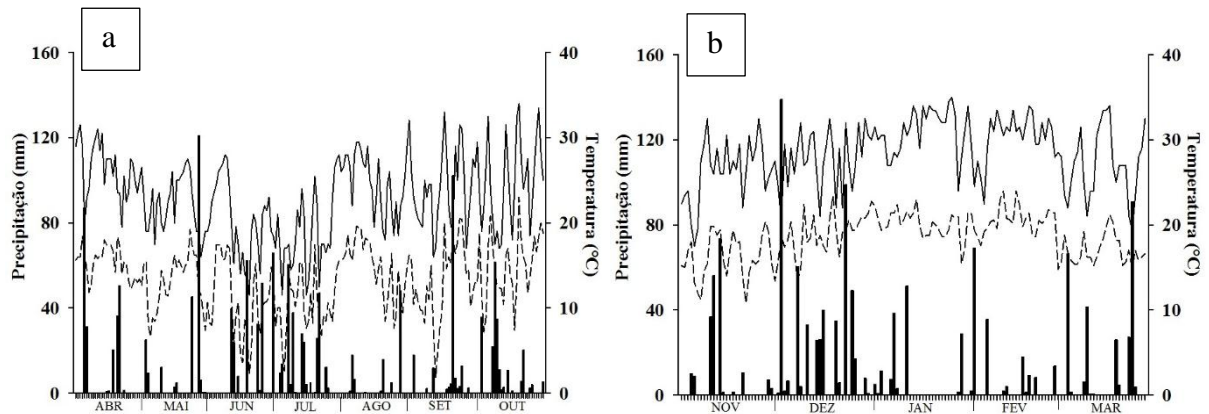 a
160
120
80
40
0
Precipitação (mm)
40
30
20
10
0
Temperatura (°C)
ABR MAI JUN JUL AGO SET OUT
b
160
120
80
40
0
Precipitação (mm)
40
30
20
10
0
Temperatura (°C)
NOV DEZ JAN FEV MAR